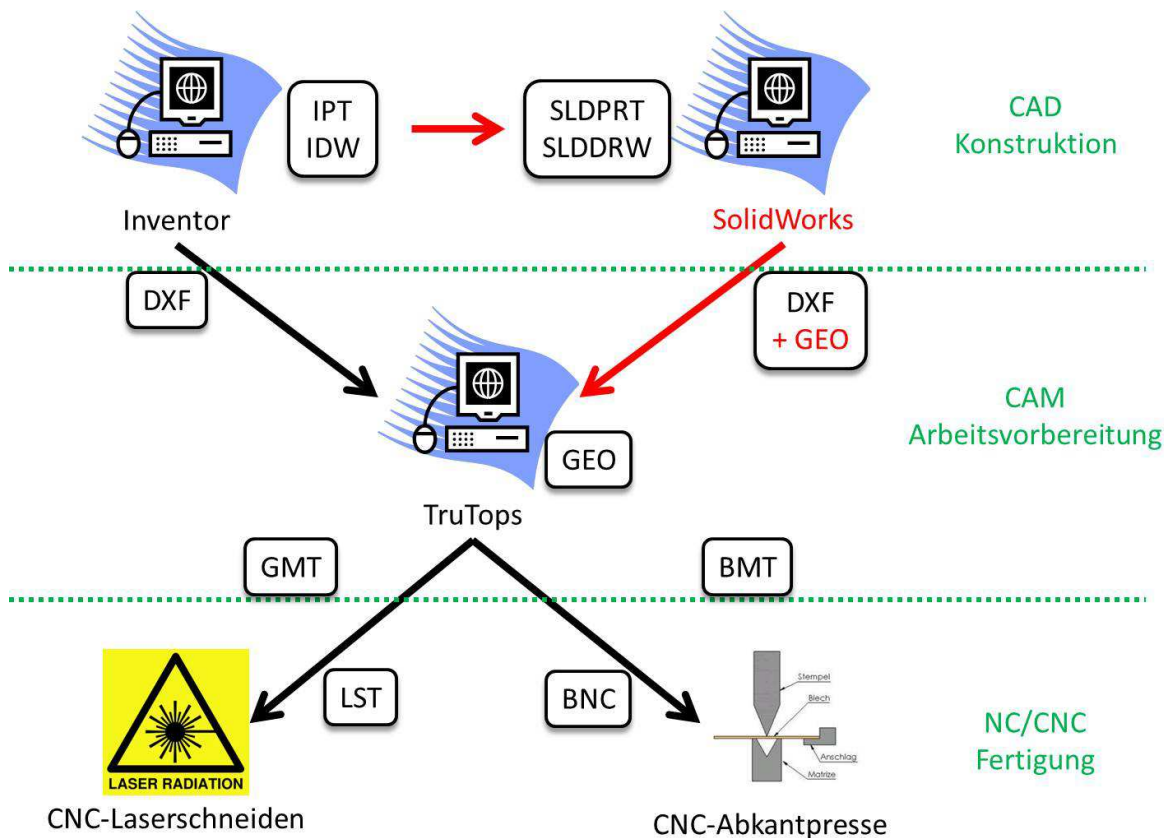 IPT
IDW
SLDPRT
SLDDRW
CAD
Konstruktion
Inventor
SolidWorks
DXF
DXF
+ GEO
CAM
Arbeitsvorbereitung
GEO
TruTops
GMT
BMT
LST
BNC
Stempel
Blech
Anschlag
Matrize
NC/CNC
Fertigung
LASER RADIATION
CNC-Laserschneiden
CNC-Abkantpresse